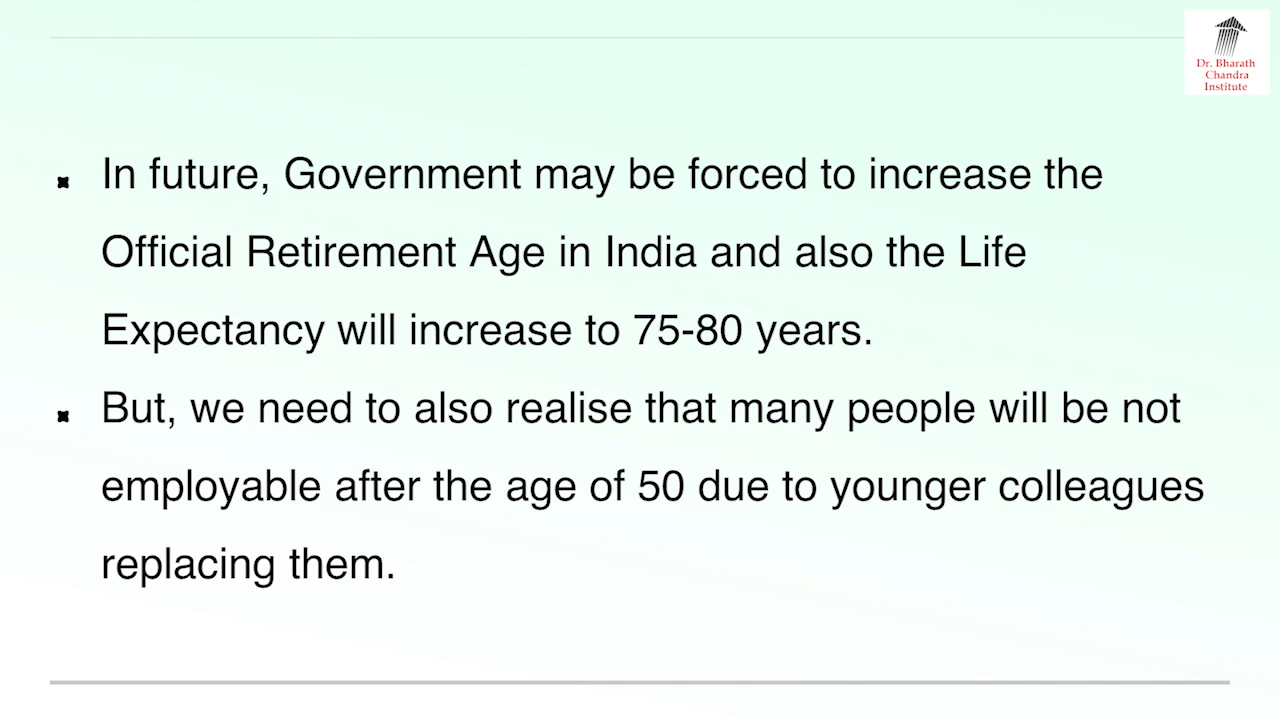 Dr. Bharath
Chandra
Institute
In future, Government may be forced to increase the
Official Retirement Age in India and also the Life
Expectancy will increase to 75-80 years.
But, we need to also realise that many people will be not
employable after the age of 50 due to younger colleagues
replacing them.